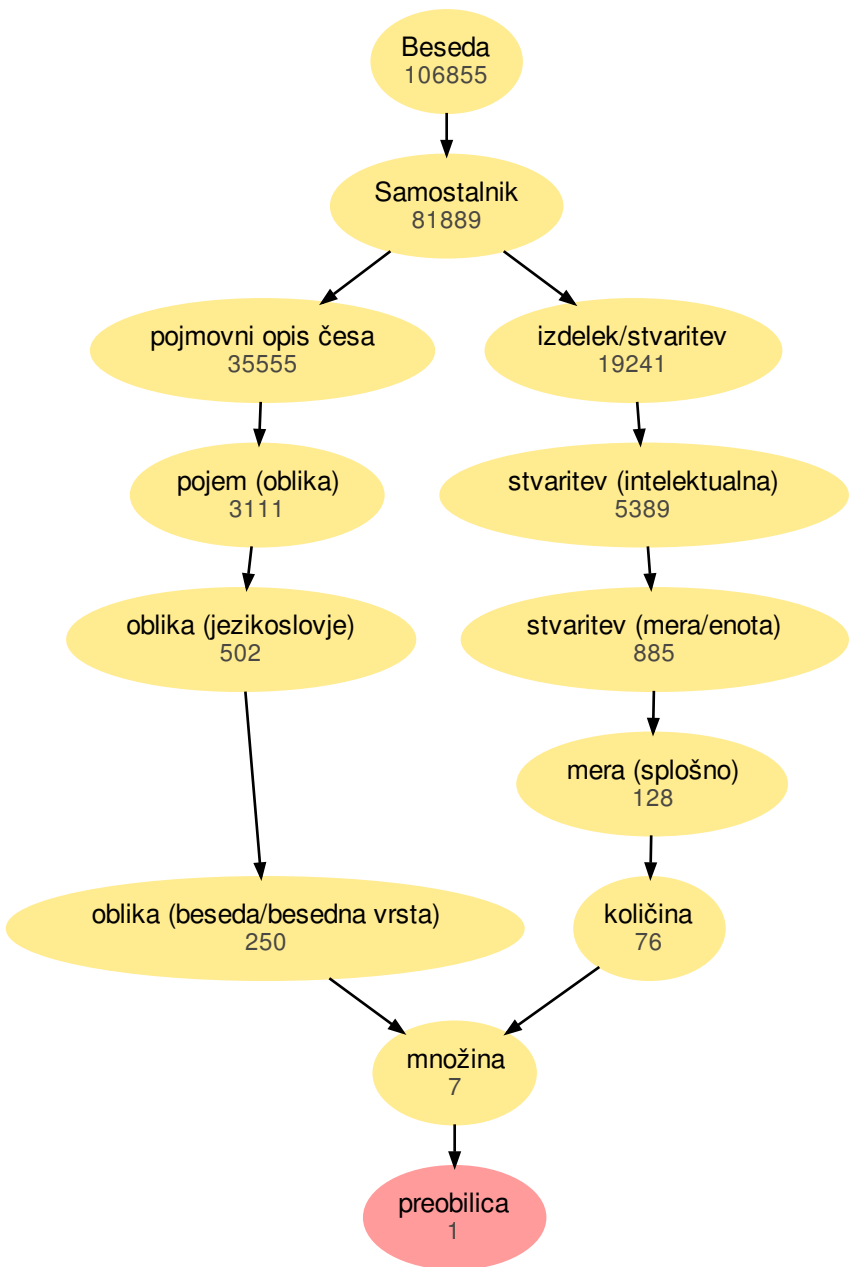 Beseda
106855
Samostalnik
81889
pojmovni opis česa
35555
izdelek/stvaritev
19241
pojem (oblika)
3111
stvaritev (intelektualna)
5389
oblika (jezikoslovje)
502
stvaritev (mera/enota)
885
mera (splošno)
128
oblika (beseda/besedna vrsta)
250
količina
76
množina
7
preobilica
1